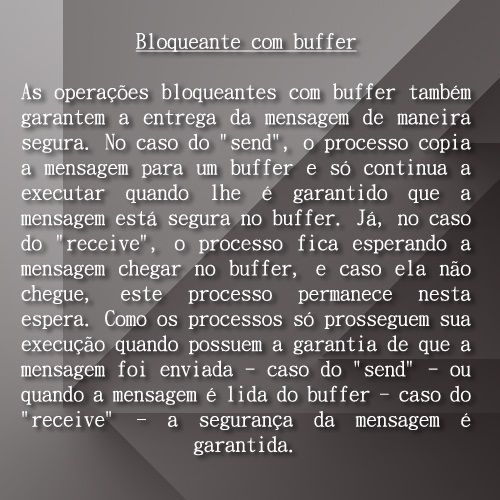 Bloqueante com buffer
As operações bloqueantes com buffer também
garantem a entrega da mensagem de maneira
segura. No caso do "send", o processo copia
a mensagem para um buffer e só continua a
executar quando lhe é garantido que a
mensagem está segura no buffer. Já, no caso
do "receive", o processo fica esperando a
mensagem chegar no buffer, e caso ela não
chegue, este processo permanece nesta
espera. Como os processos só prosseguem sua
execução quando possuem a garantia de que a
mensagem foi enviada - caso do "send" - ou
quando a mensagem é lida do buffer - caso do
"receive" - a segurança da mensagem é
garantida.